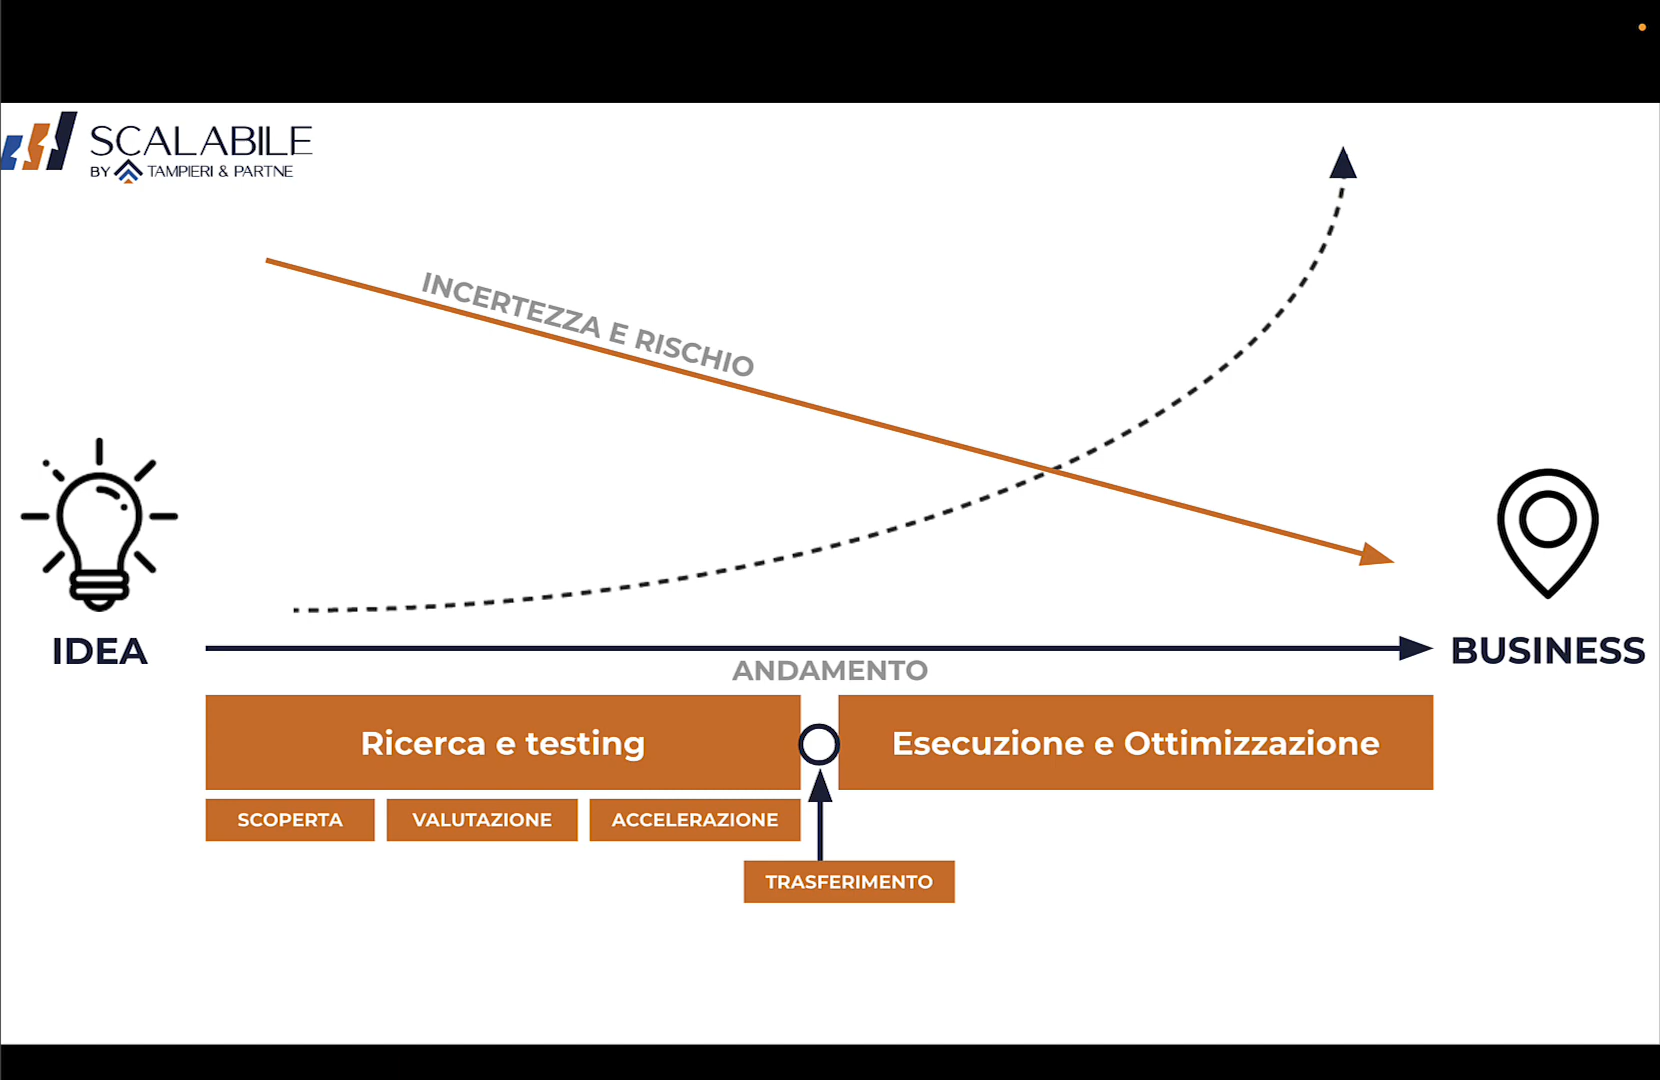 SCALABILE
BY TAMPIERI & PARTNE
INCERTEZZA E RISCHIO
IDEA
BUSINESS
ANDAMENTO
Ricerca e testing
Esecuzione e Ottimizzazione
SCOPERTA
VALUTAZIONE
ACCELERAZIONE
TRASFERIMENTO